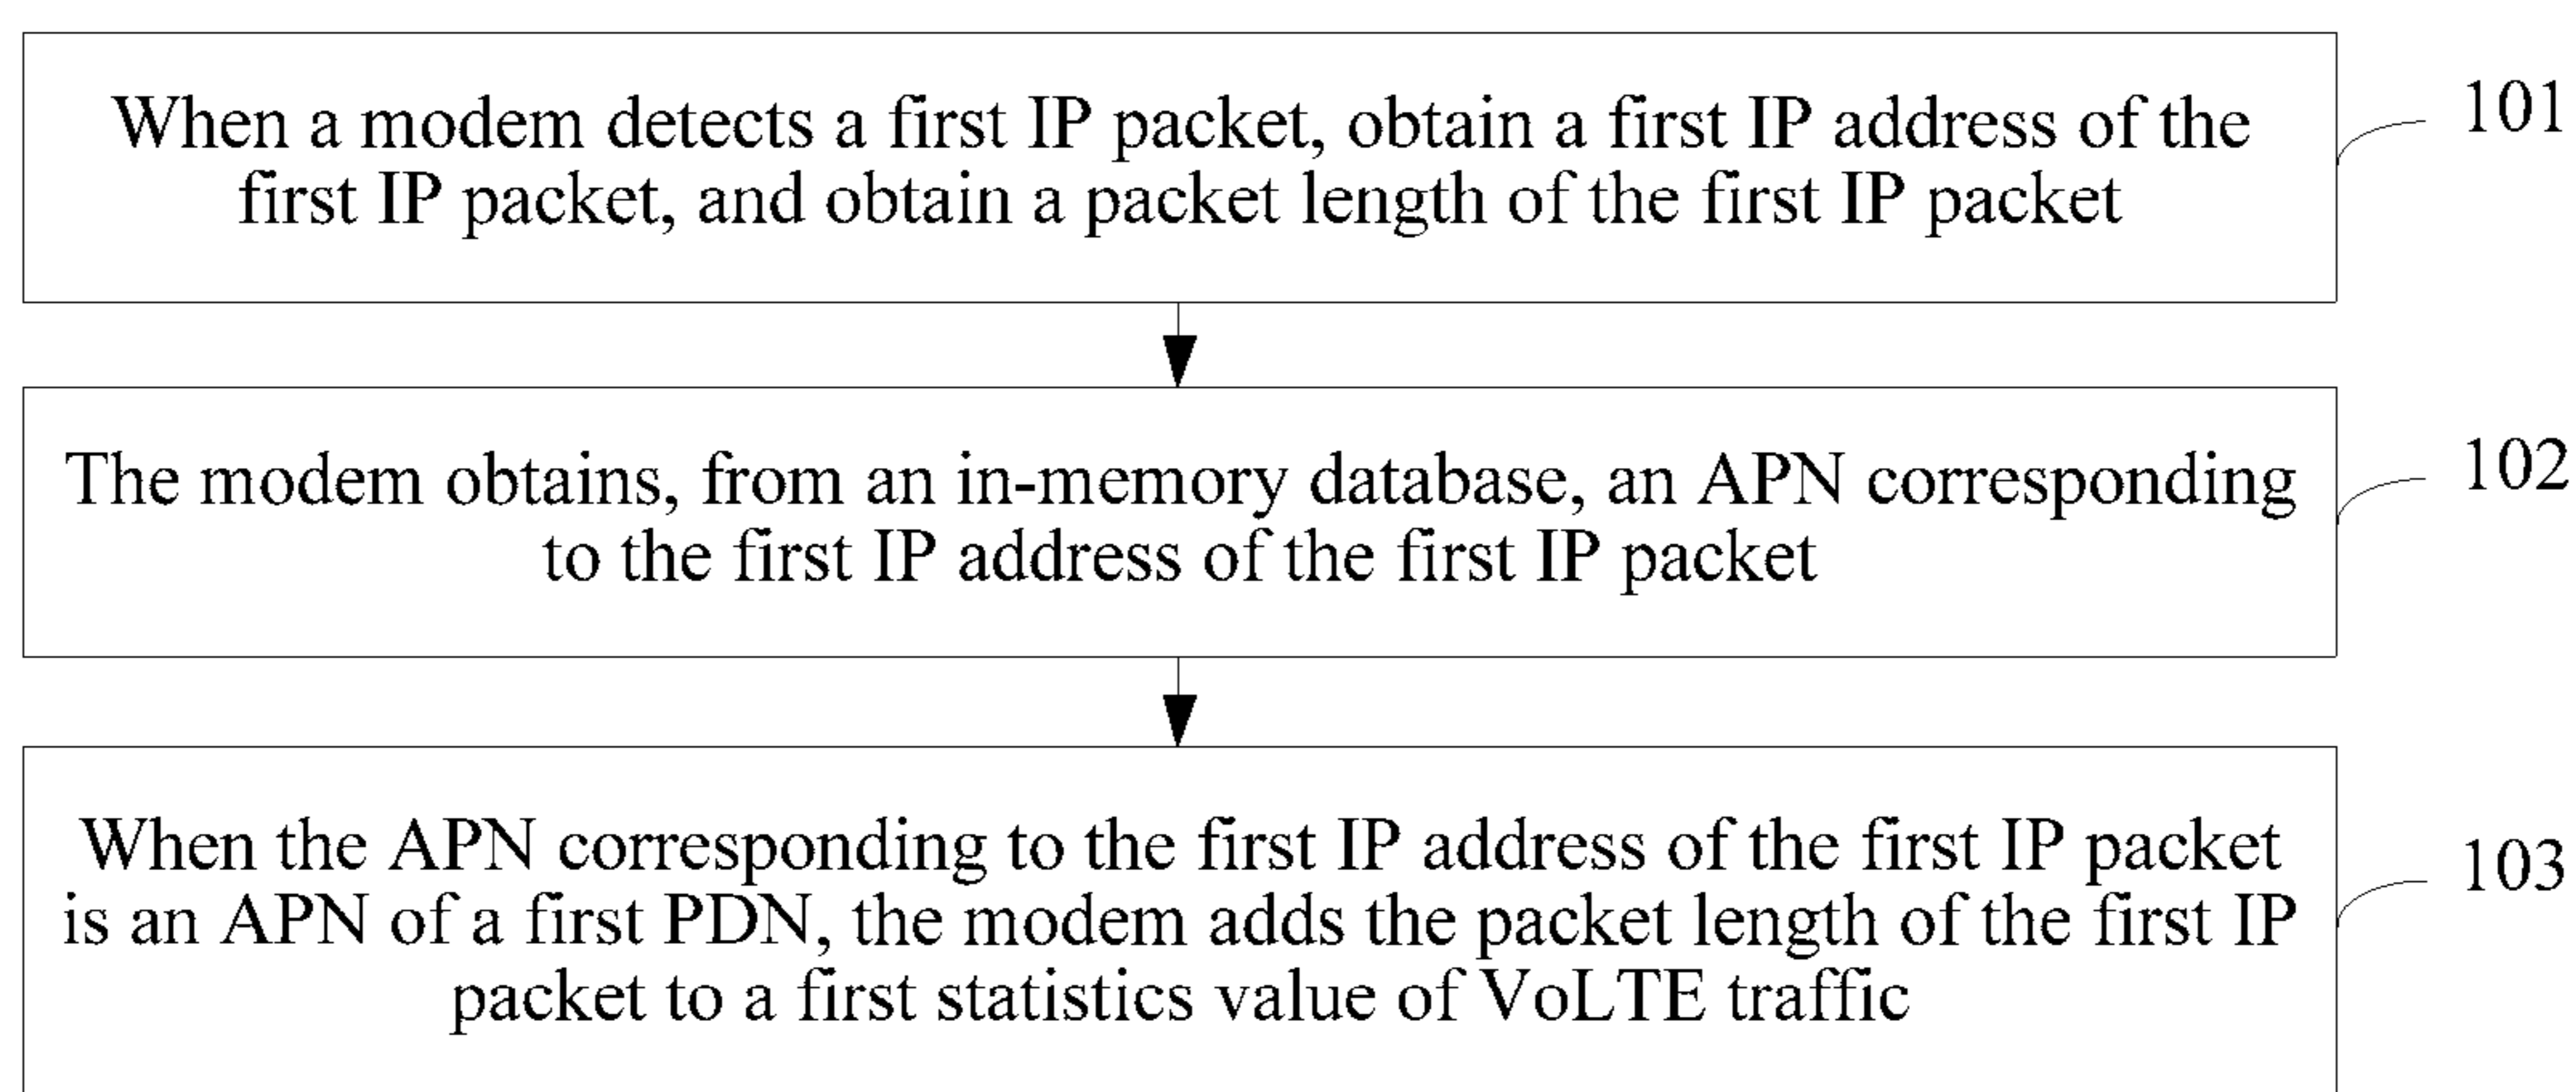 When a modem detects a first IP packet, obtain a first IP address of the
first IP packet, and obtain a packet length of the first IP packet
101
The modem obtains, from an in-memory database, an APN corresponding
to the first IP address of the first IP packet
102
When the APN corresponding to the first IP address of the first IP packet
is an APN of a first PDN, the modem adds the packet length of the first IP
packet to a first statistics value of VoLTE traffic
103